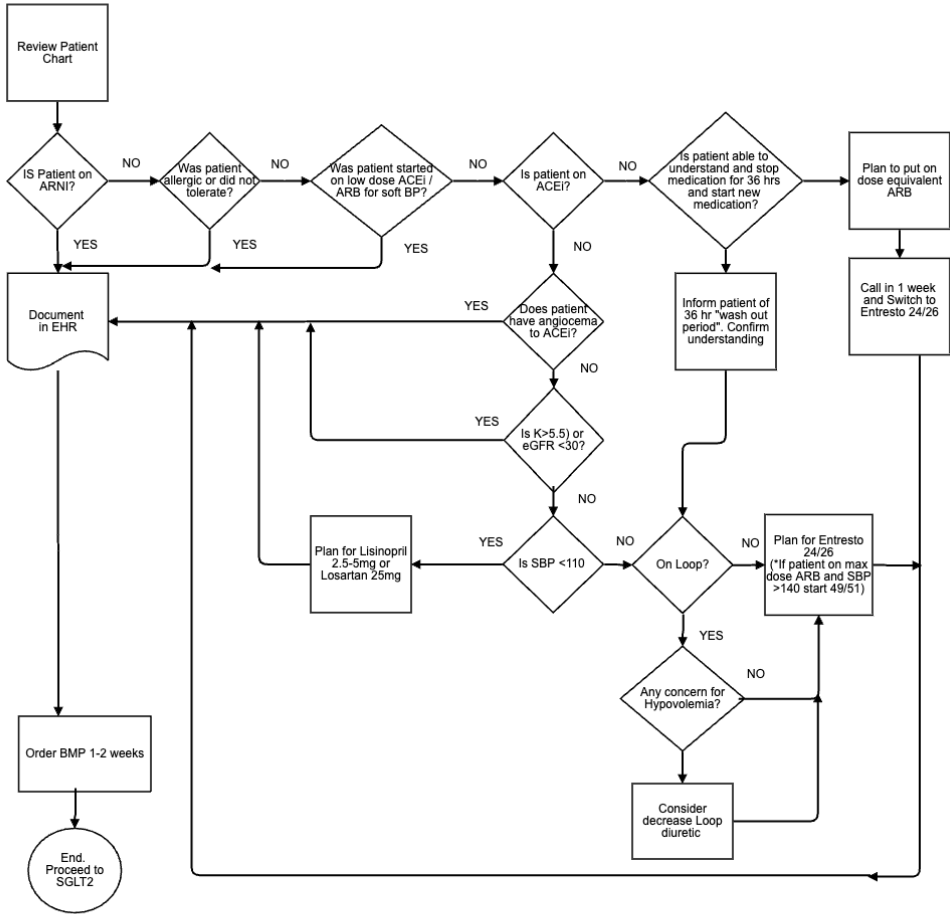 Review Patient
Chart
IS Patient on
ARNI?
NO
Was patient
allergic or did not
tolerate?
NO
Was patient started
on low dose ACEi /
ARB for soft BP?
NO
Is patient on
ACEi?
NO
Is patient able to
understand and stop
medication for 36 hrs
and start new
medication?
Plan to put on
dose equivalent
ARB
YES
YES
YES
NO
Document
in EHR
YES
Does patient
have angiocema
to ACEi?
Inform patient of
36 hr "wash out
period". Confirm
understanding
Call in 1 week
and Switch to
Entresto 24/26
NO
YES
Is K>5.5) or
eGFR <30?
NO
Plan for Lisinopril
2.5-5mg or
Losartan 25mg
YES
Is SBP <110
NO
On Loop?
NO
Plan for Entresto
24/26
(*If patient on max
dose ARB and SBP
>140 start 49/51)
YES
Any concern for
Hypovolemia?
NO
Order BMP 1-2 weeks
Consider
decrease Loop
diuretic
End.
Proceed to
SGLT2